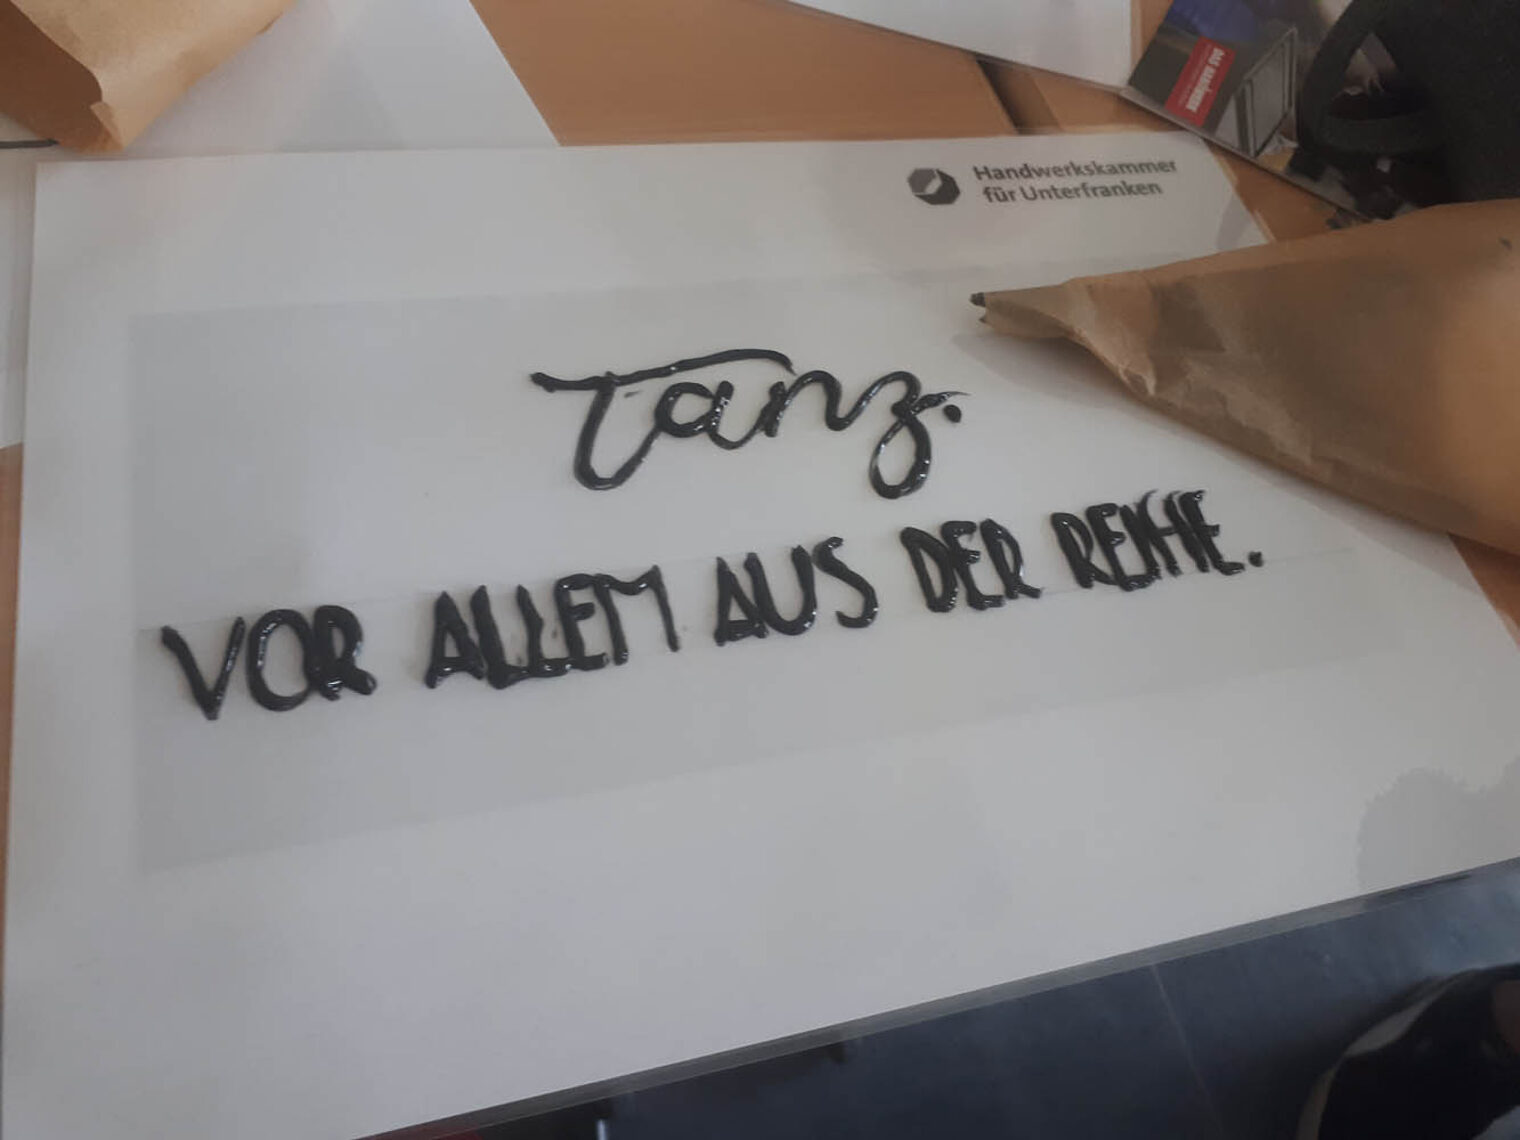 Handwerkskammer
für Unterfranken
Tanz.
VOR ALLEM AUS DER REIHE.